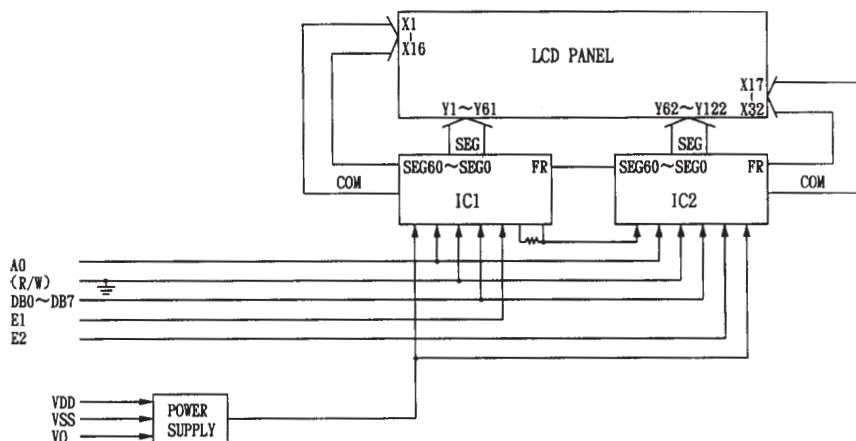 X1
X16
LCD PANEL
X17
X32
Y1～Y61
Y62～Y122
SEG
SEG
SEG60～SEG0
FR
SEG60～SEG0
FR
COM
IC1
IC2
COM
A0
(R/W)
DB0～DB7
E1
E2
VDD
VSS
VO
POWER
SUPPLY